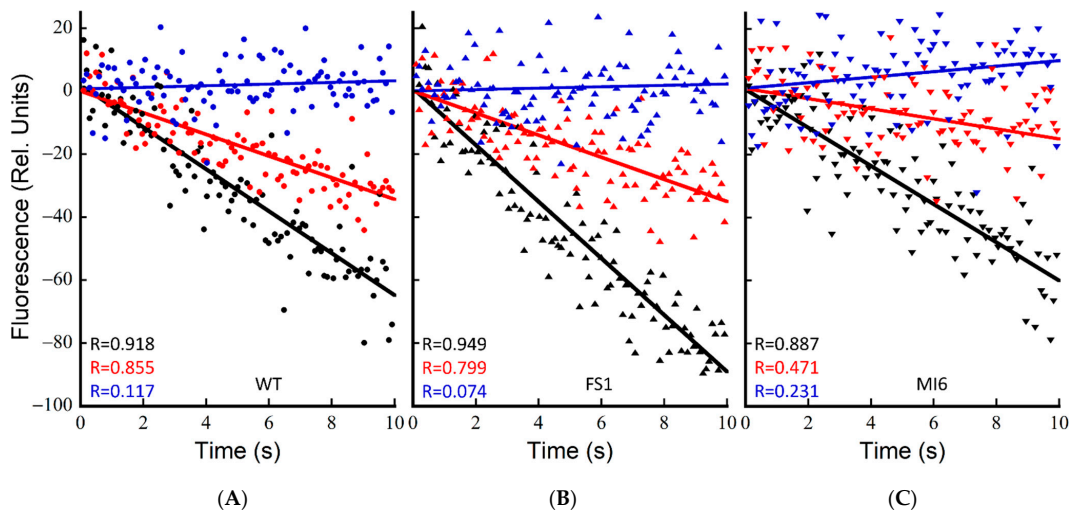 Fluorescence (Rel. Units)
20
0
−20
−40
−60
−80
−100
R=0.918
R=0.855
R=0.117
WT
0 2 4 6 8 10
Time (s)
(A)
R=0.949
R=0.799
R=0.074
FS1
0 2 4 6 8 10
Time (s)
(B)
R=0.887
R=0.471
R=0.231
MI6
0 2 4 6 8 10
Time (s)
(C)